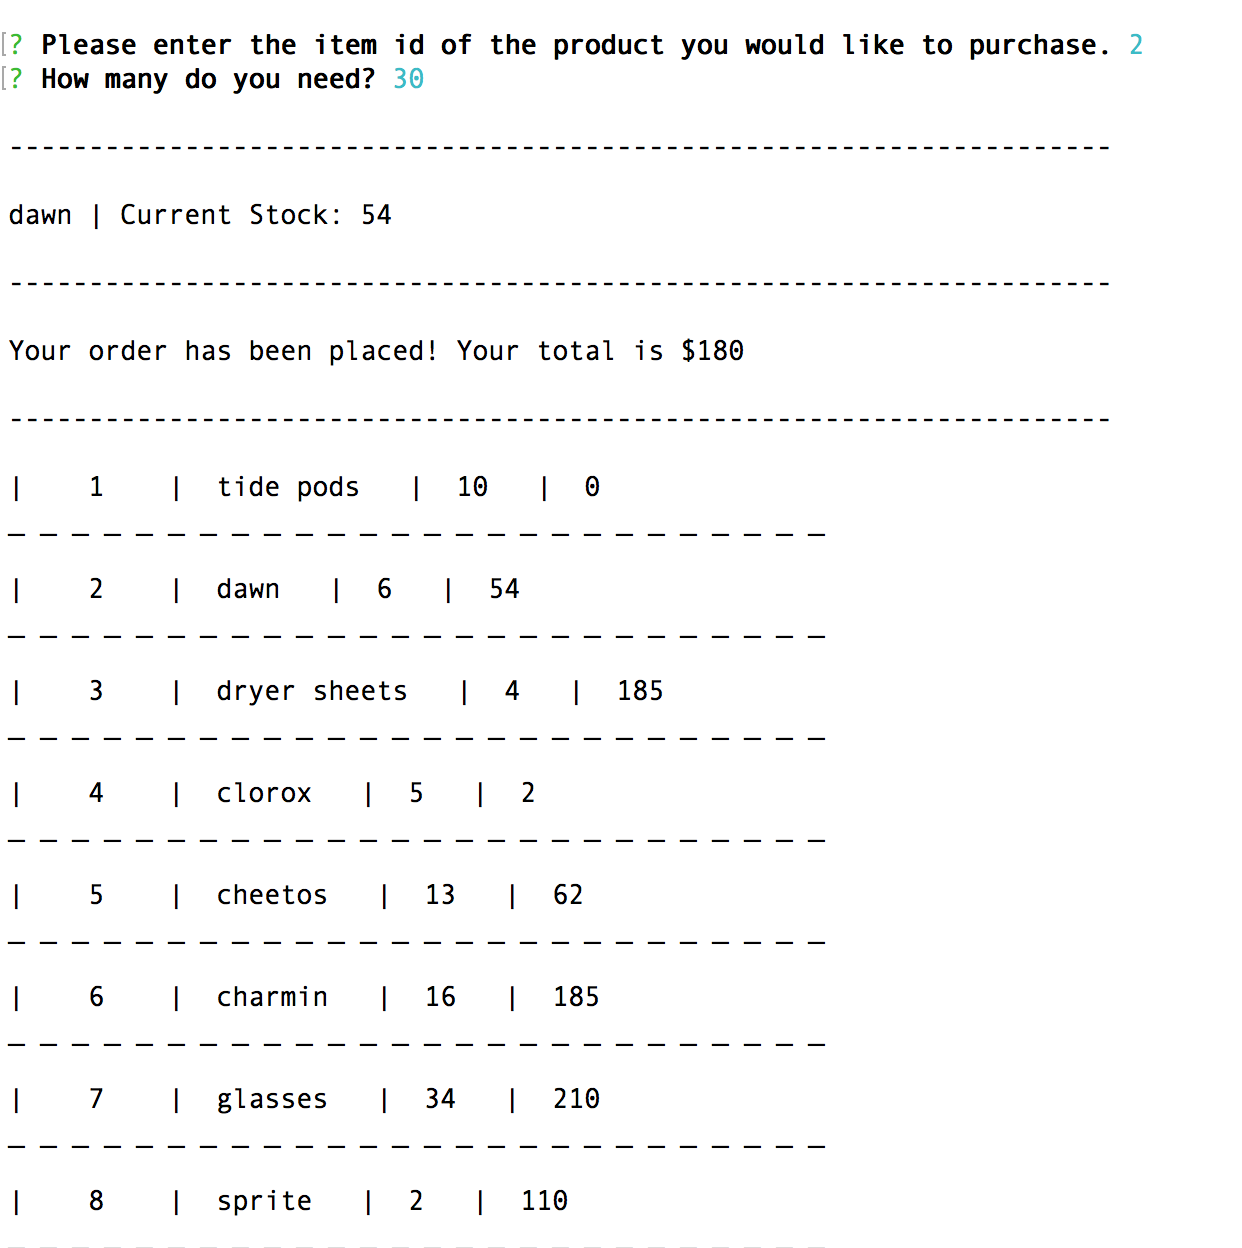 [? Please enter the item id of the product you would like to purchase. 2
[? How many do you need? 30
---------------------------------------------------------------------
dawn | Current Stock: 54
---------------------------------------------------------------------
Your order has been placed! Your total is $180
---------------------------------------------------------------------
|    1    |  tide pods   |  10   |  0
_ _ _ _ _ _ _ _ _ _ _ _ _ _ _ _ _ _ _ _ _ _ _ _ _ _
|    2    |  dawn   |  6   |  54
_ _ _ _ _ _ _ _ _ _ _ _ _ _ _ _ _ _ _ _ _ _ _ _ _ _
|    3    |  dryer sheets   |  4   |  185
_ _ _ _ _ _ _ _ _ _ _ _ _ _ _ _ _ _ _ _ _ _ _ _ _ _
|    4    |  clorox   |  5   |  2
_ _ _ _ _ _ _ _ _ _ _ _ _ _ _ _ _ _ _ _ _ _ _ _ _ _
|    5    |  cheetos   |  13   |  62
_ _ _ _ _ _ _ _ _ _ _ _ _ _ _ _ _ _ _ _ _ _ _ _ _ _
|    6    |  charmin   |  16   |  185
_ _ _ _ _ _ _ _ _ _ _ _ _ _ _ _ _ _ _ _ _ _ _ _ _ _
|    7    |  glasses   |  34   |  210
_ _ _ _ _ _ _ _ _ _ _ _ _ _ _ _ _ _ _ _ _ _ _ _ _ _
|    8    |  sprite   |  2   |  110
_ _ _ _ _ _ _ _ _ _ _ _ _ _ _ _ _ _ _ _ _ _ _ _ _ _